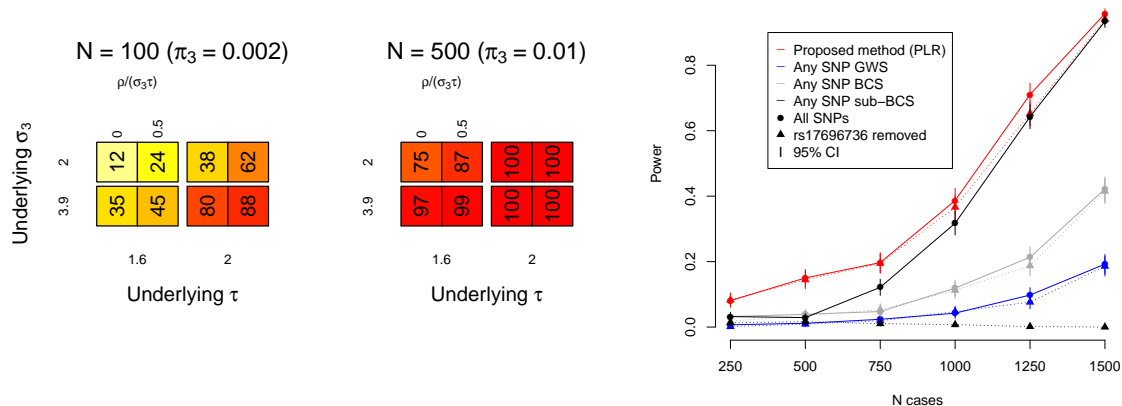 N = 100 (π₃ = 0.002)
ρ/(σ₃τ)
0 0.5
Underlying σ₃
2
12 24 38 62
3.9
35 45 80 88
1.6 2
Underlying τ
N = 500 (π₃ = 0.01)
ρ/(σ₃τ)
0 0.5
2
75 87 100 100
3.9
97 99 100 100
1.6 2
Underlying τ
Power
0.8
0.6
0.4
0.2
0.0
Proposed method (PLR)
Any SNP GWS
Any SNP BCS
Any SNP sub−BCS
All SNPs
rs17696736 removed
95% CI
250 500 750 1000 1250 1500
N cases